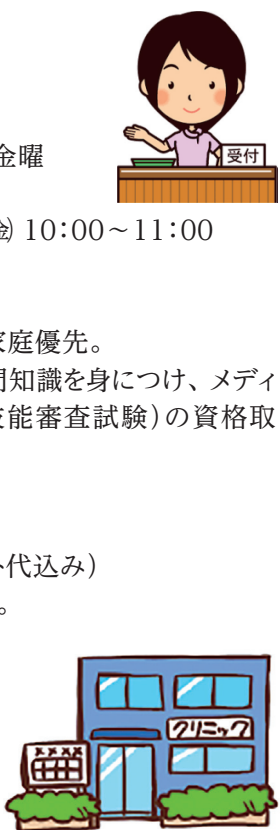 受付
金曜
㈮ 10：00～11：00
家庭優先。
門知識を身につけ、メディ
技能審査試験）の資格取
ト代込み）
。
クリニック
××××